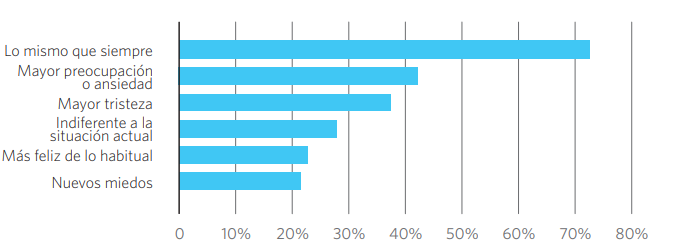 Lo mismo que siempre
Mayor preocupación
o ansiedad
Mayor tristeza
Indiferente a la
situación actual
Más feliz de lo habitual
Nuevos miedos
0 10% 20% 30% 40% 50% 60% 70% 80%